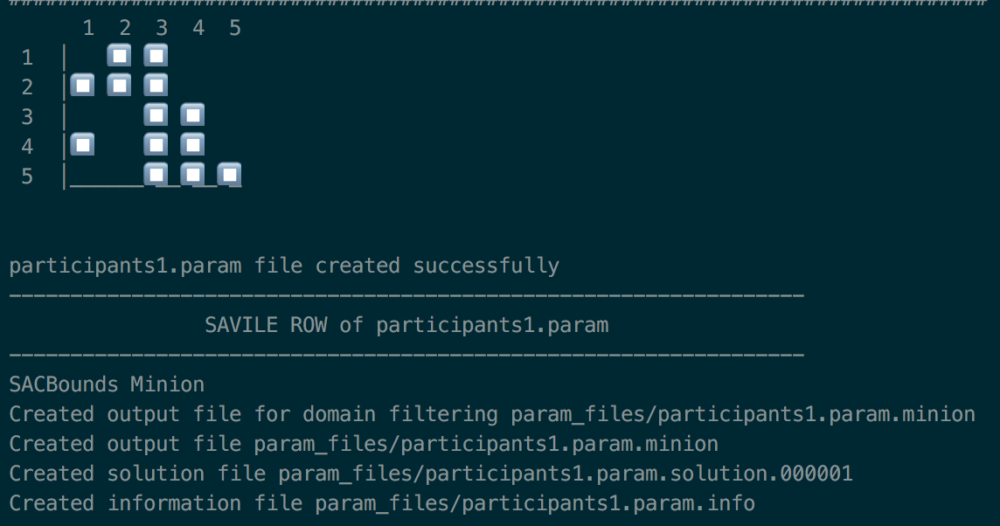 ################################################################################
1 2 3 4 5
1 | 🔲 🔲
2 |🔲 🔲 🔲
3 | 🔲 🔲
4 |🔲 🔲 🔲
5 |______🔲_🔲_🔲
participants1.param file created successfully
-----------------------------------------------------------------
SAVILE ROW of participants1.param
-----------------------------------------------------------------
SACBounds Minion
Created output file for domain filtering param_files/participants1.param.minion
Created output file param_files/participants1.param.minion
Created solution file param_files/participants1.param.solution.000001
Created information file param_files/participants1.param.info